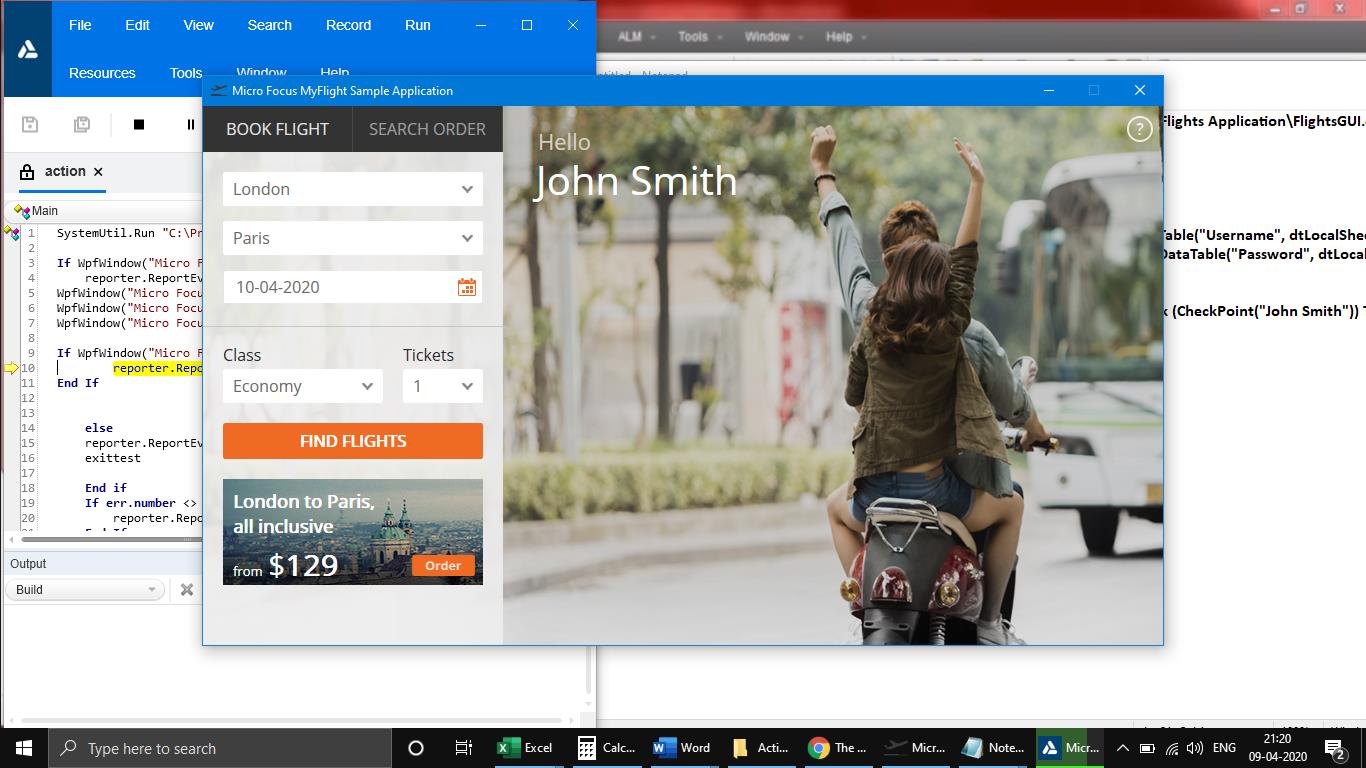 File Edit View Search Record Run
Resources Tools Window Help
ALM Tools Window Help
Untitled - Notepad
Micro Focus MyFlight Sample Application
BOOK FLIGHT SEARCH ORDER
Hello
John Smith
?
London
Paris
10-04-2020
Class Tickets
Economy 1
FIND FLIGHTS
London to Paris,
all inclusive
from $129 Order
action
Main
1 SystemUtil.Run "C:\Pr
2
3 If WpfWindow("Micro F
4 reporter.ReportEv
5 WpfWindow("Micro Focu
6 WpfWindow("Micro Focu
7 WpfWindow("Micro Focu
8
9 If WpfWindow("Micro F
10 reporter.Repo
11 End If
12
13
14 else
15 reporter.ReportEv
16 exittest
17
18 End if
19 If err.number <>
20 reporter.Repo
Output
Build
Flights Application\FlightsGUI.
Table("Username", dtLocalShee
DataTable("Password", dtLocal
k (CheckPoint("John Smith")) T
Type here to search
Excel Calc... Word Acti... The ... Micr... Note... Micr...
ENG 21:20
09-04-2020
2